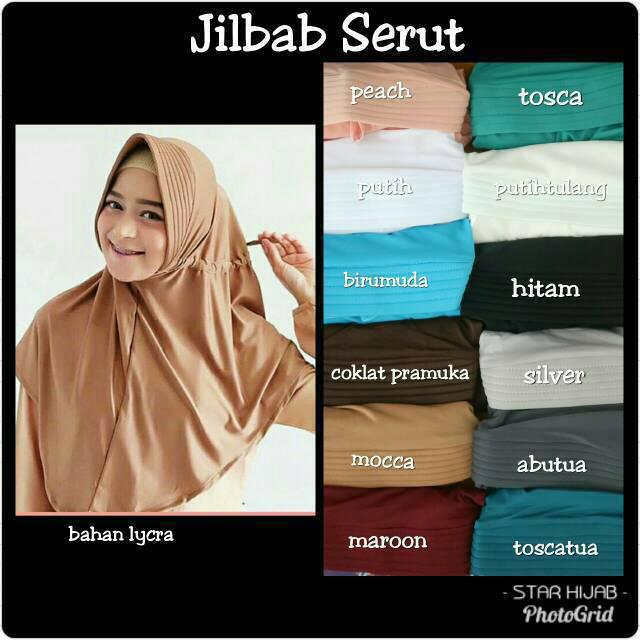 Jilbab Serut
peach
tosca
putih
putihtulang
birumuda
hitam
coklat pramuka
silver
mocca
abutua
maroon
toscatua
bahan lycra
- STAR HIJAB -
PhotoGrid